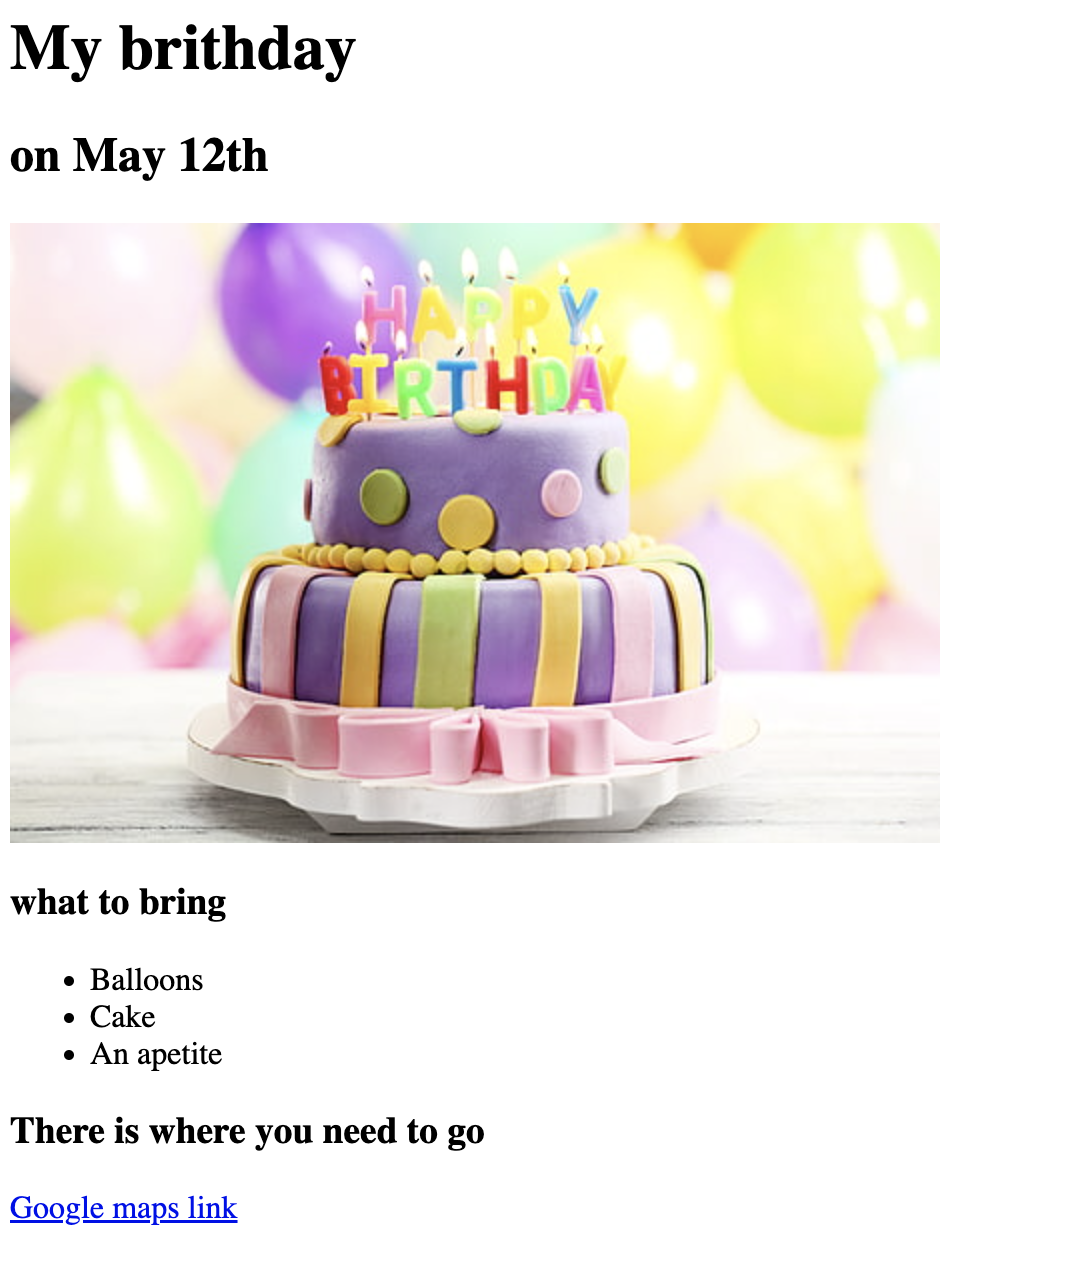 My brithday
on May 12th
HAPPY
BIRTHDAY
what to bring
Balloons
Cake
An apetite
There is where you need to go
Google maps link